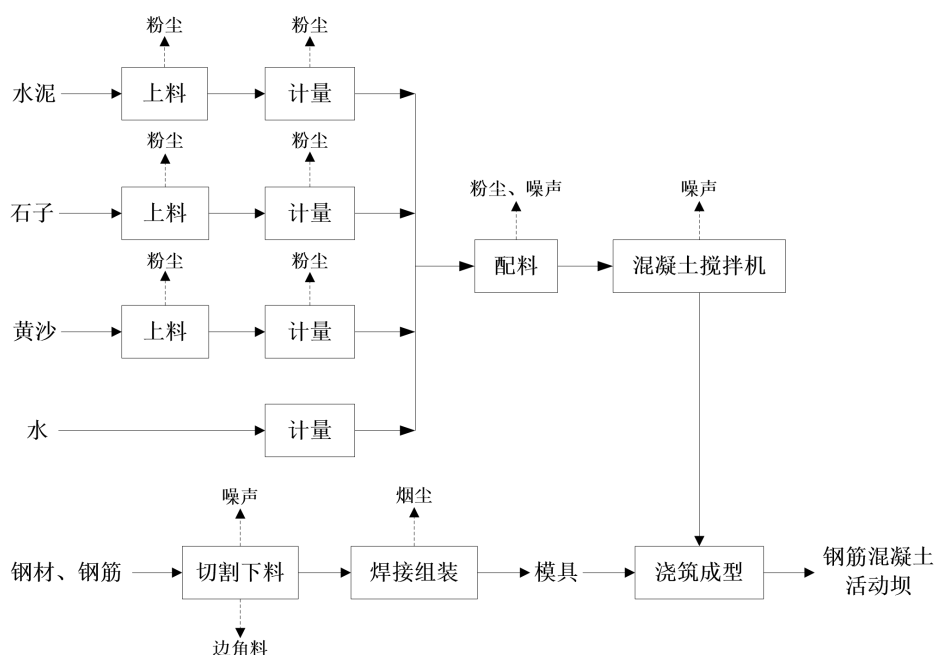 粉尘
粉尘
水泥
上料
计量
粉尘
粉尘
石子
上料
计量
粉尘、噪声
噪声
配料
混凝土搅拌机
粉尘
粉尘
黄沙
上料
计量
水
计量
噪声
烟尘
钢材、钢筋
切割下料
焊接组装
模具
浇筑成型
钢筋混凝土
活动坝
边角料